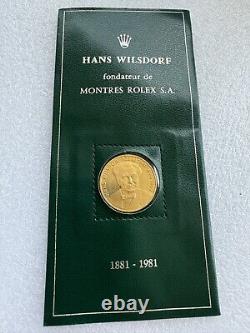 HANS WILSDORF
fondateur de
MONTRES ROLEX S.A.
1881 - 1981